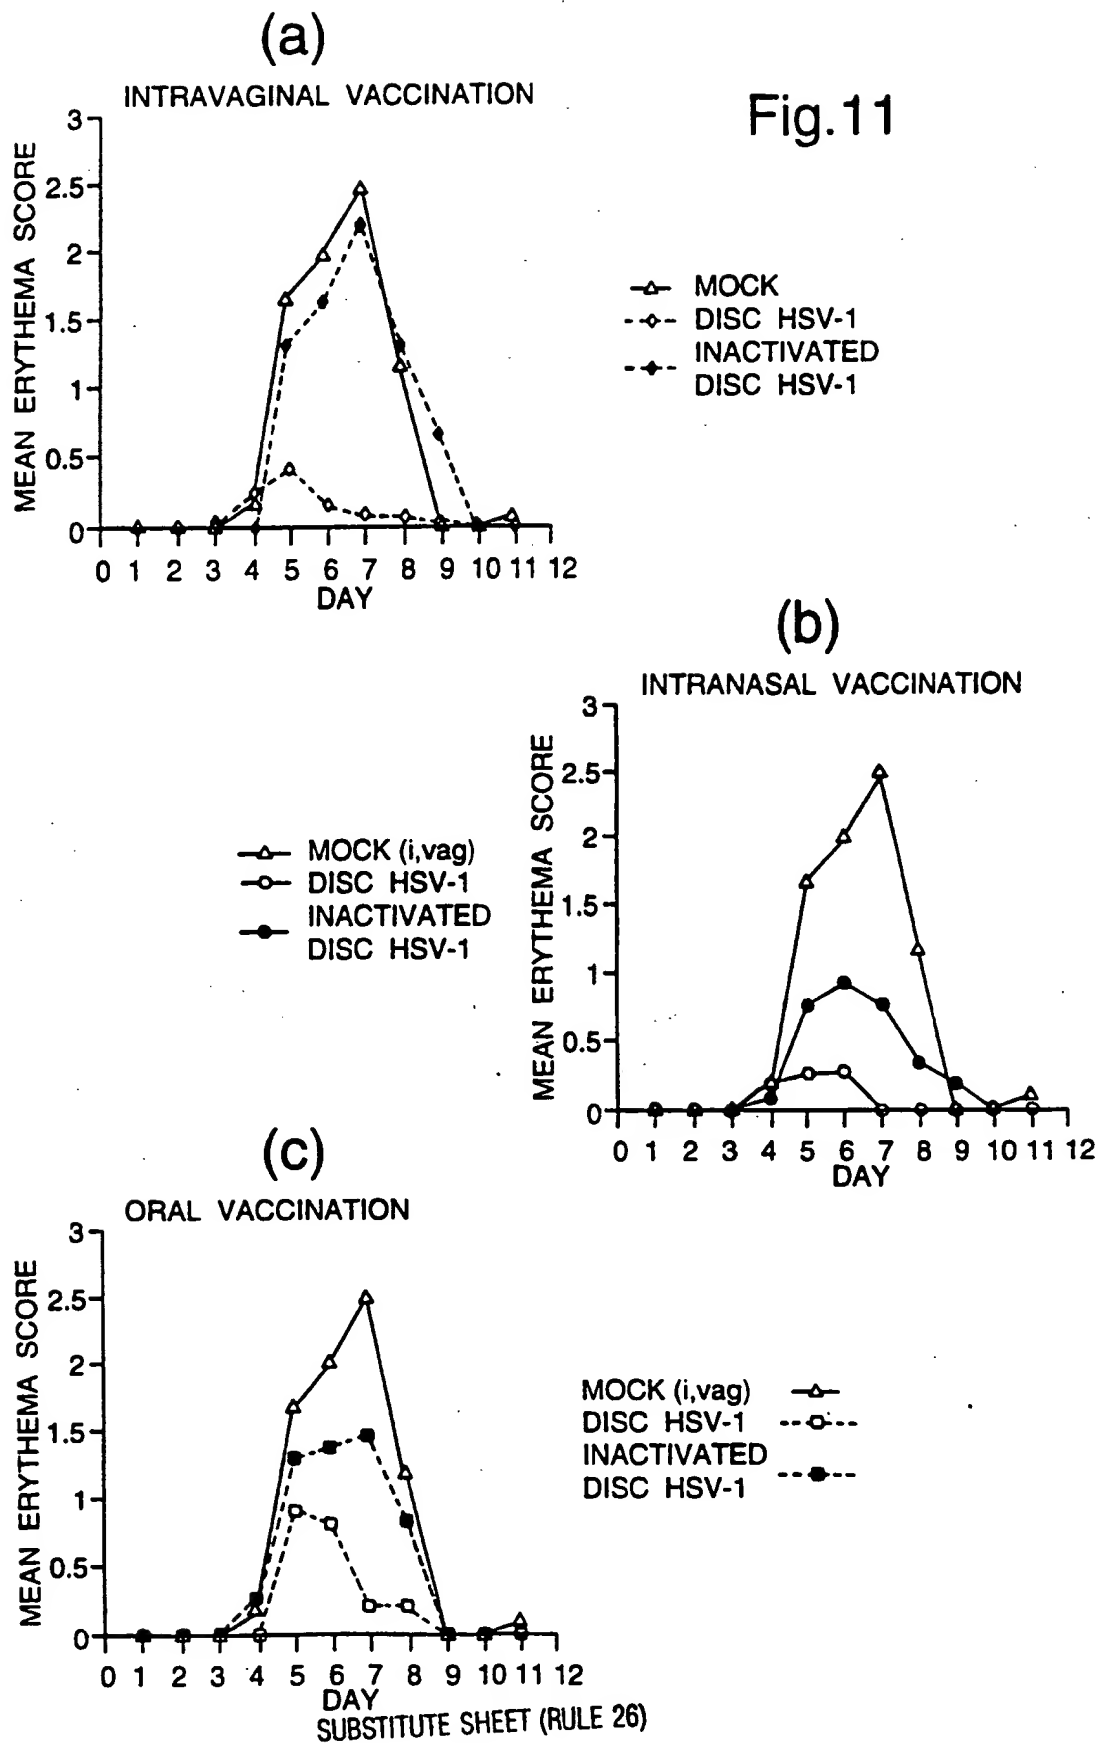 (a)
INTRAVAGINAL VACCINATION
Fig.11
MEAN ERYTHEMA SCORE
3
2.5
2
1.5
1
0.5
0
0 1 2 3 4 5 6 7 8 9 10 11 12
DAY
MOCK
DISC HSV-1
INACTIVATED
DISC HSV-1
(b)
INTRANASAL VACCINATION
MEAN ERYTHEMA SCORE
3
2.5
2
1.5
1
0.5
0
0 1 2 3 4 5 6 7 8 9 10 11 12
DAY
MOCK (i,vag)
DISC HSV-1
INACTIVATED
DISC HSV-1
(c)
ORAL VACCINATION
MEAN ERYTHEMA SCORE
3
2.5
2
1.5
1
0.5
0
0 1 2 3 4 5 6 7 8 9 10 11 12
DAY
MOCK (i,vag)
DISC HSV-1
INACTIVATED
DISC HSV-1
SUBSTITUTE SHEET (RULE 26)